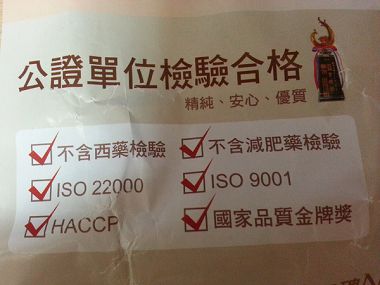 公證單位檢驗合格
精純、安心、優質
不含西藥檢驗 不含減肥藥檢驗
ISO 22000 ISO 9001
HACCP 國家品質金牌獎